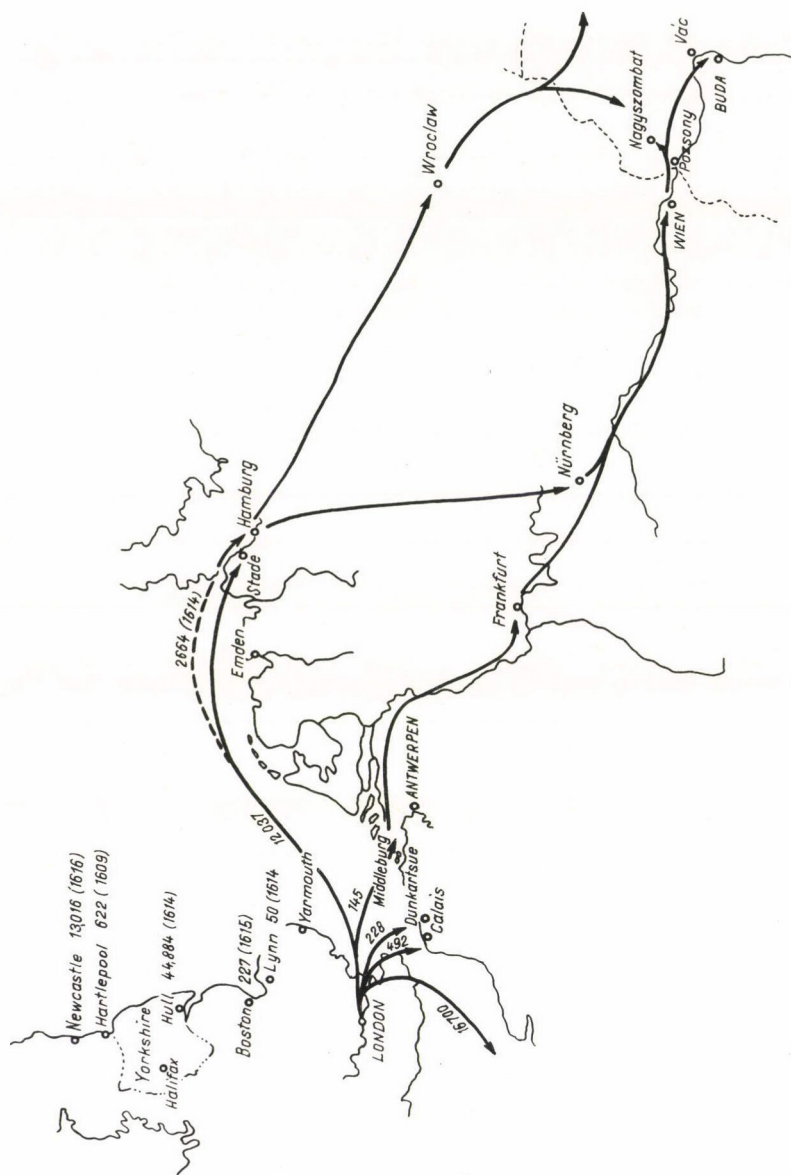 Newcastle 13,016 (1616)
Hartlepool 622 (1609)
Yorkshire
Halifax
Hull 44,884 (1614)
Boston 227 (1615)
Lynn 50 (1614
Yarmouth
LONDON
12037
2664 (1614)
145
228
492
16700
Middleburg
Dunkartsue
Calais
ANTWERPEN
Emden
Stade
Hamburg
Frankfurt
Nürnberg
Wroclaw
WIEN
Pozsony
Nagyszombat
Vác
BUDA